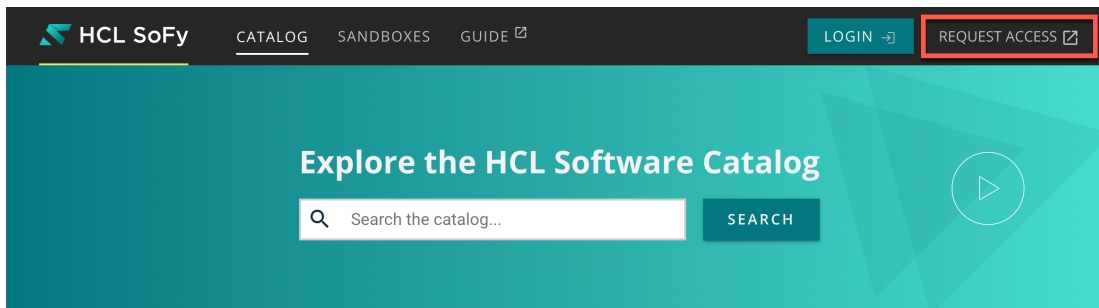 HCL SoFy CATALOG SANDBOXES GUIDE LOGIN REQUEST ACCESS
Explore the HCL Software Catalog
Search the catalog... SEARCH